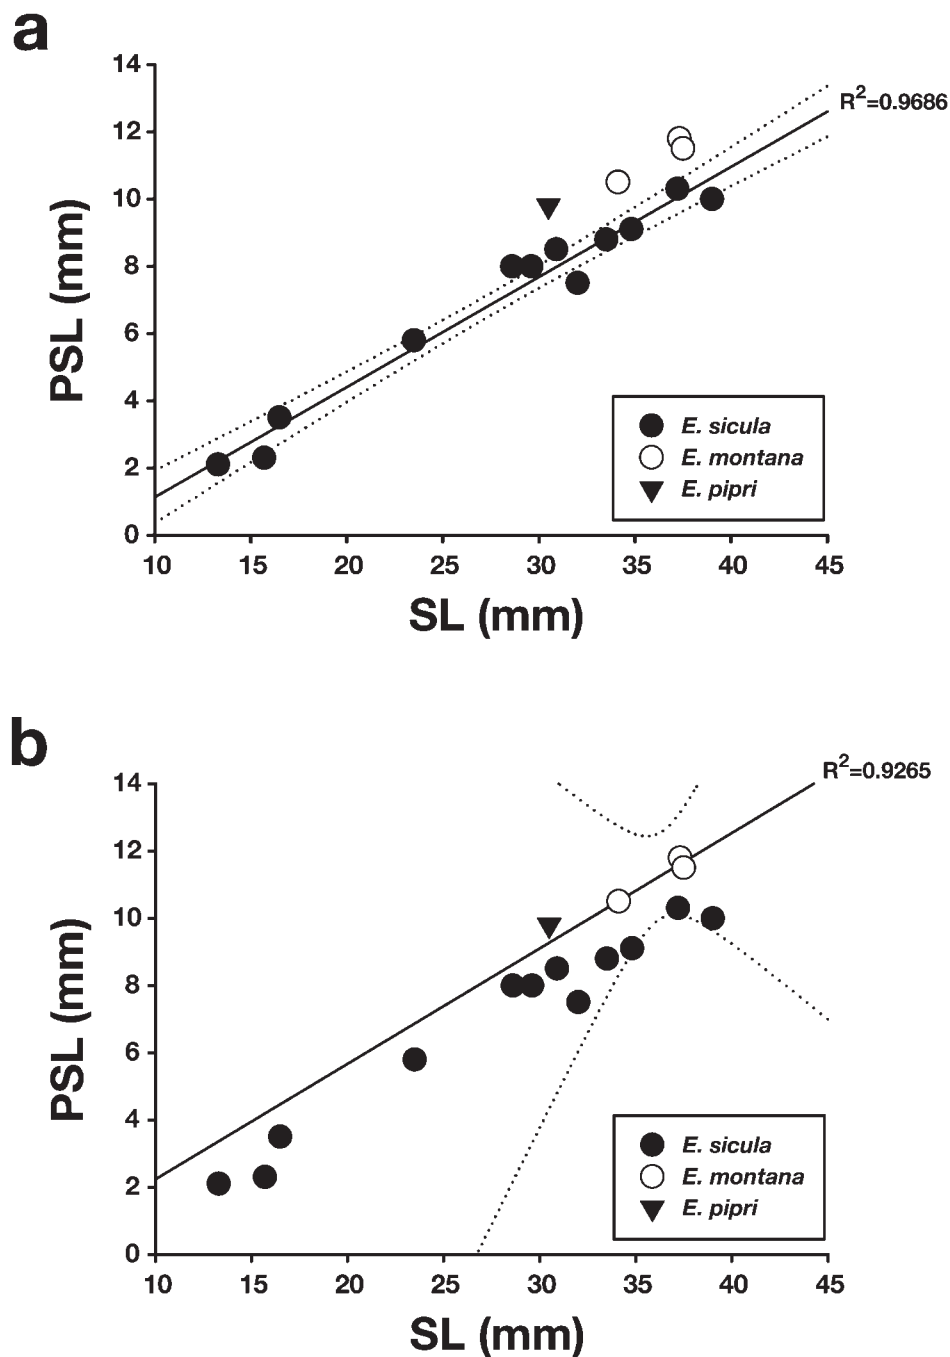 a
14
12
10
8
6
4
2
0
PSL (mm)
R²=0.9686
E. sicula
E. montana
E. pipri
10 15 20 25 30 35 40 45
SL (mm)
b
14
12
10
8
6
4
2
0
PSL (mm)
R²=0.9265
E. sicula
E. montana
E. pipri
10 15 20 25 30 35 40 45
SL (mm)